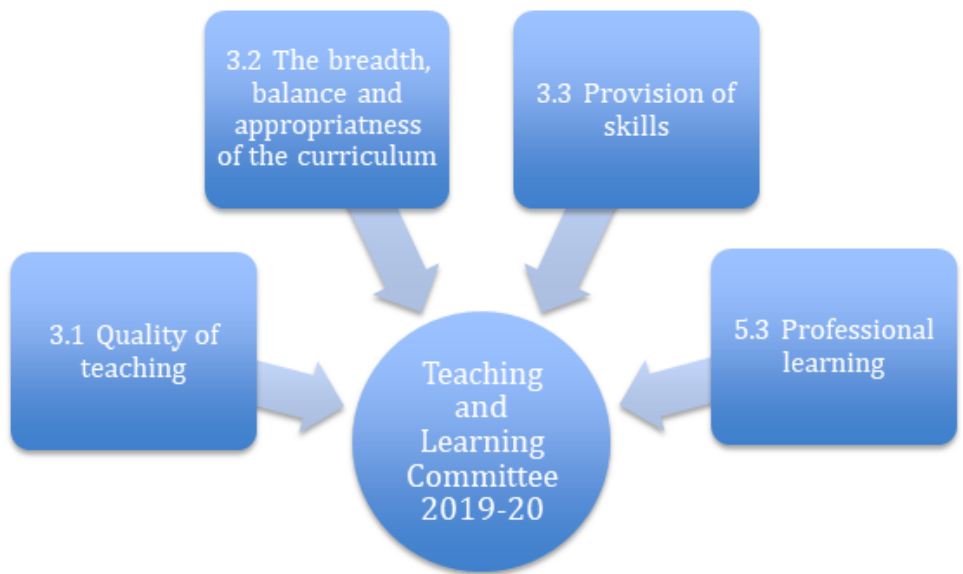 3.2 The breadth,
balance and
appropriatness
of the curriculum
3.3 Provision of
skills
3.1 Quality of
teaching
5.3 Professional
learning
Teaching
and
Learning
Committee
2019-20